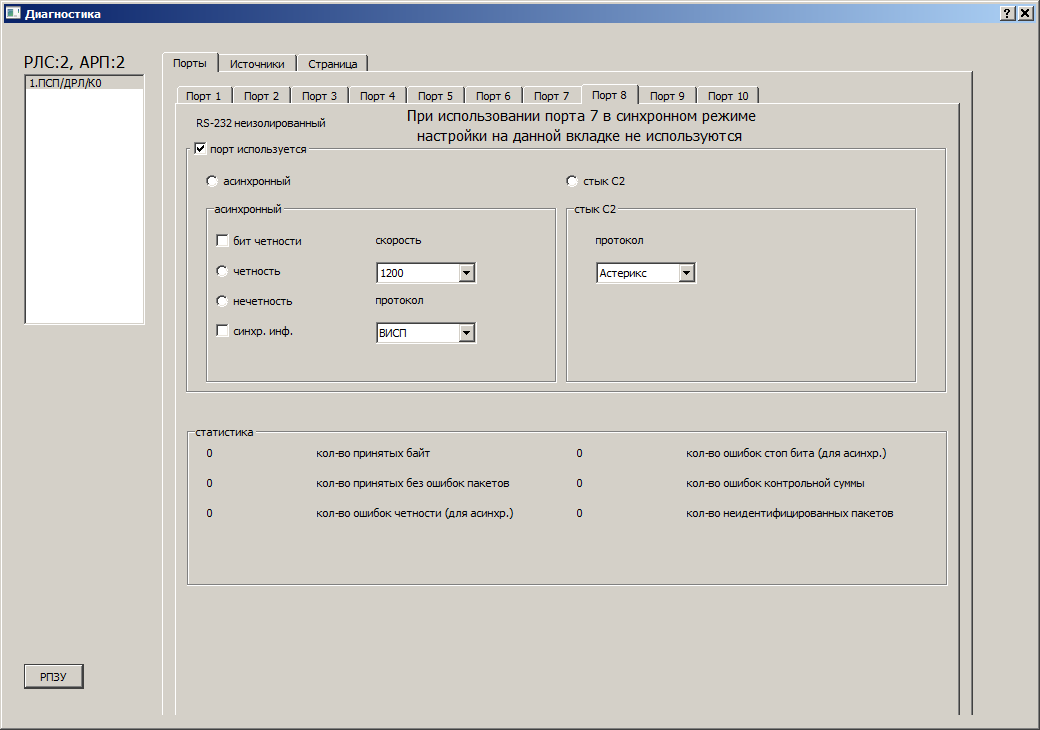 Диагностика
РЛС:2, АРП:2
1.ПСП/ДРЛ/К0
РПЗУ
Порты Источники Страница
Порт 1 Порт 2 Порт 3 Порт 4 Порт 5 Порт 6 Порт 7 Порт 8 Порт 9 Порт 10
RS-232 неизолированный
При использовании порта 7 в синхронном режиме
настройки на данной вкладке не используются
порт используется
асинхронный стык С2
асинхронный
бит четности скорость
четность 1200
нечетность протокол
синхр. инф. ВИСП
стык С2
протокол
Астерикс
статистика
0 кол-во принятых байт 0 кол-во ошибок стоп бита (для асинхр.)
0 кол-во принятых без ошибок пакетов 0 кол-во ошибок контрольной суммы
0 кол-во ошибок четности (для асинхр.) 0 кол-во неидентифицированных пакетов